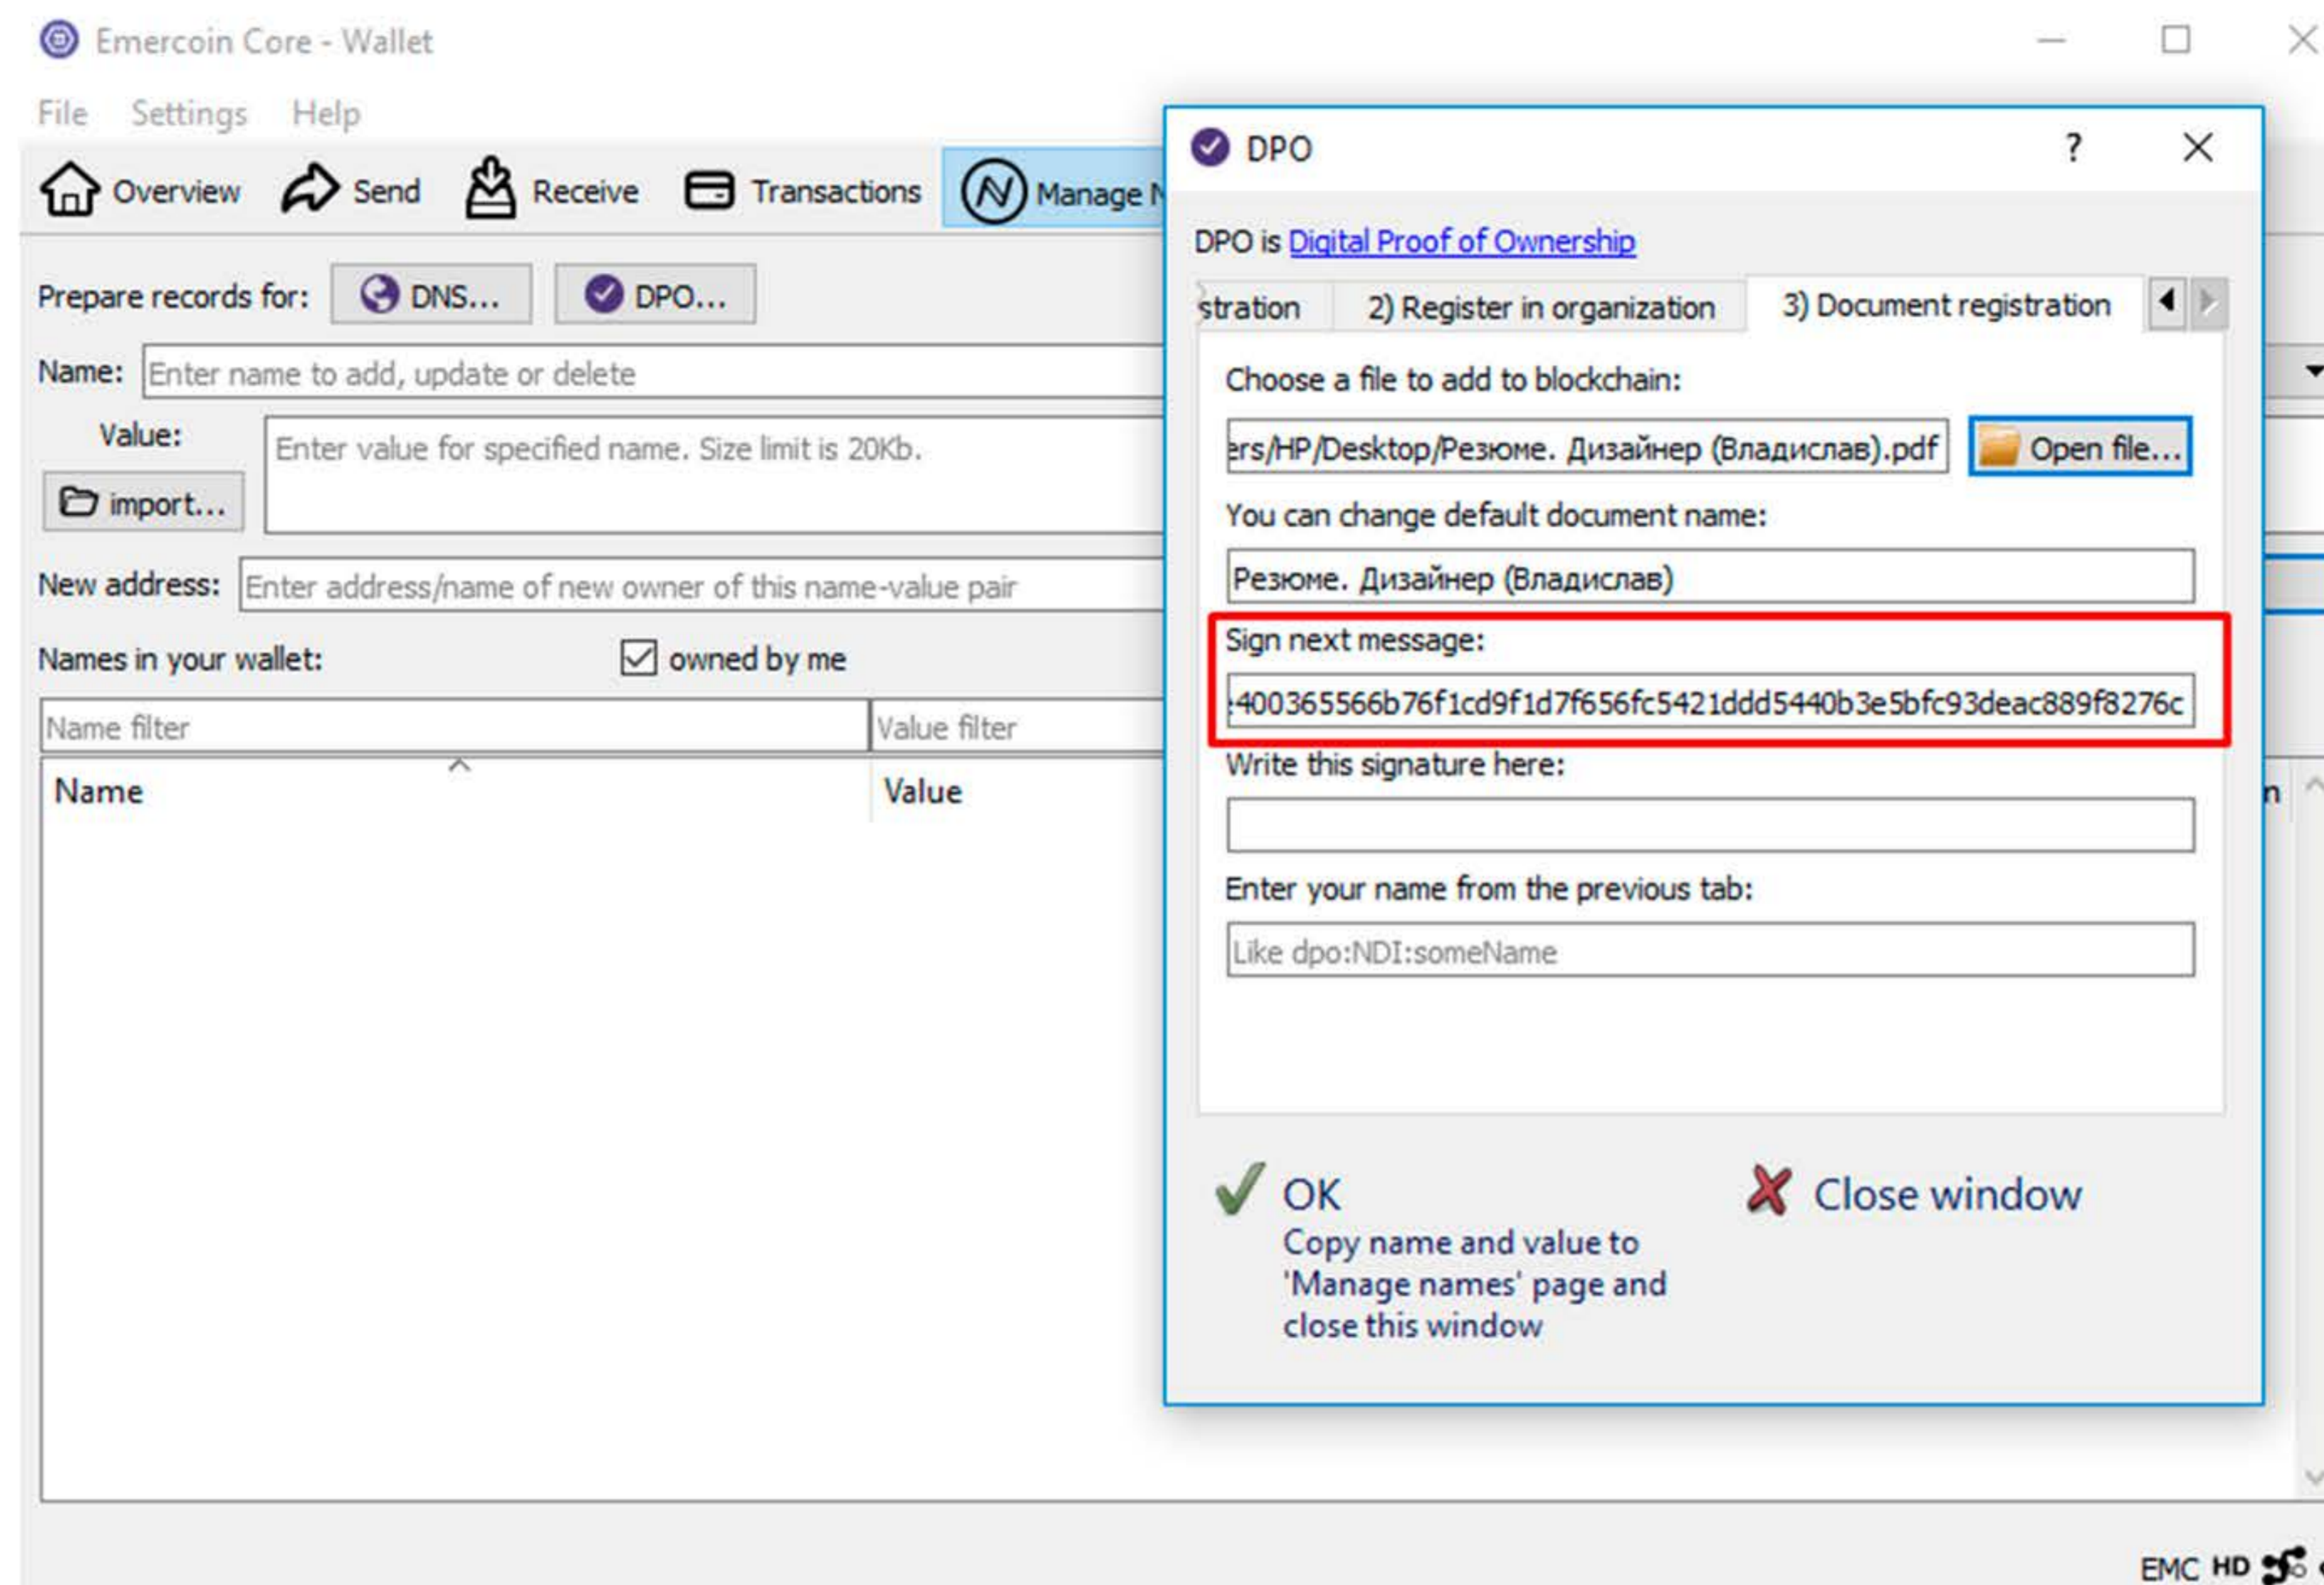 Emercoin Core - Wallet
File Settings Help
Overview Send Receive Transactions Manage
Prepare records for: DNS... DPO...
Name: Enter name to add, update or delete
Value: Enter value for specified name. Size limit is 20Kb.
import...
New address: Enter address/name of new owner of this name-value pair
Names in your wallet: owned by me
Name filter Value filter
Name Value
DPO ?
DPO is Digital Proof of Ownership
stration 2) Register in organization 3) Document registration
Choose a file to add to blockchain:
ers/HP/Desktop/Резюме. Дизайнер (Владислав).pdf Open file...
You can change default document name:
Резюме. Дизайнер (Владислав)
Sign next message:
400365566b76f1cd9f1d7f656fc5421ddd5440b3e5bfc93deac889f8276c
Write this signature here:
Enter your name from the previous tab:
Like dpo:NDI:someName
OK
Copy name and value to
'Manage names' page and
close this window
Close window
EMC HD